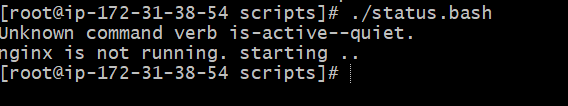 [root@ip-172-31-38-54 scripts]# ./status.bash
Unknown command verb is-active--quiet.
nginx is not running. starting ..
[root@ip-172-31-38-54 scripts]#